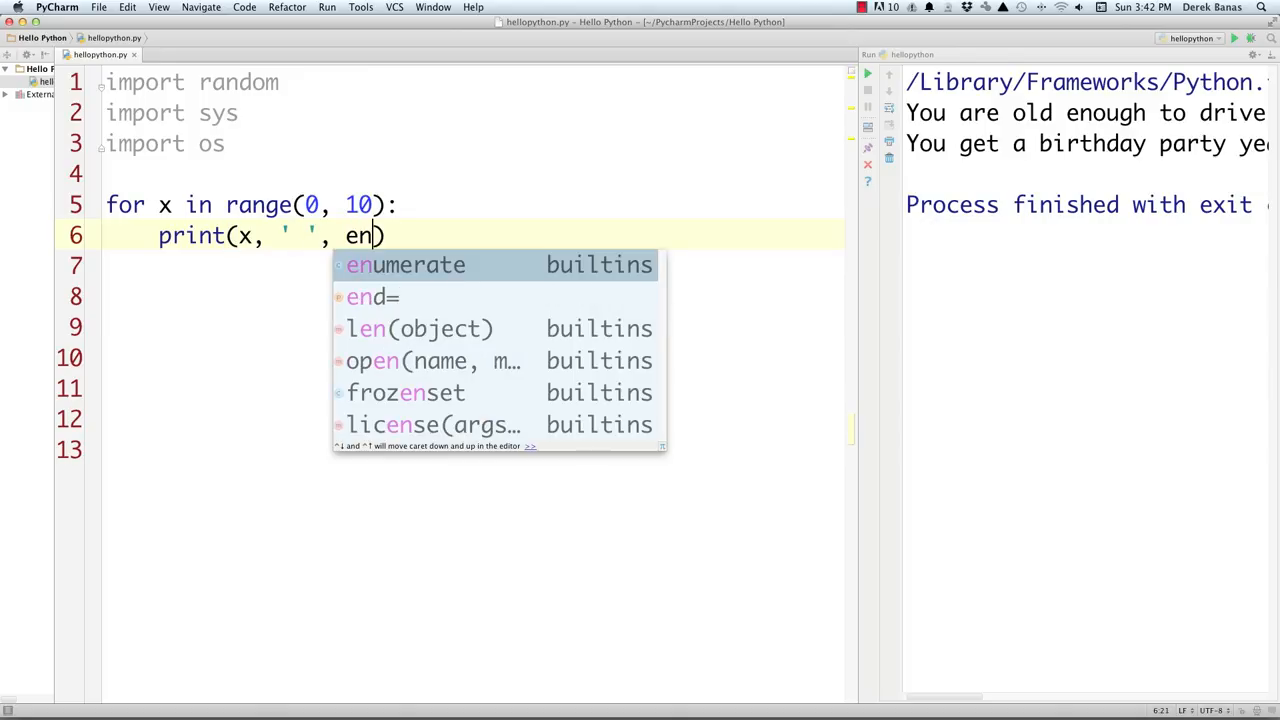 PyCharm File Edit View Navigate Code Refactor Run Tools VCS Window Help 10 Sun 3:42 PM Derek Banas
hellopython.py - Hello Python - [~/PycharmProjects/Hello Python]
Hello Python hellopython.py hellopython
hellopython.py Run hellopython
Hello P
hell
Externa
1 import random
2 import sys
3 import os
4
5 for x in range(0, 10):
6 print(x, ' ', en)
7
8
9
10
11
12
13
enumerate builtins
end=
len(object) builtins
open(name, m… builtins
frozenset builtins
license(args… builtins
^↓ and ^↑ will move caret down and up in the editor >>
/Library/Frameworks/Python.
You are old enough to drive
You get a birthday party ye
Process finished with exit
6:21 LF UTF-8